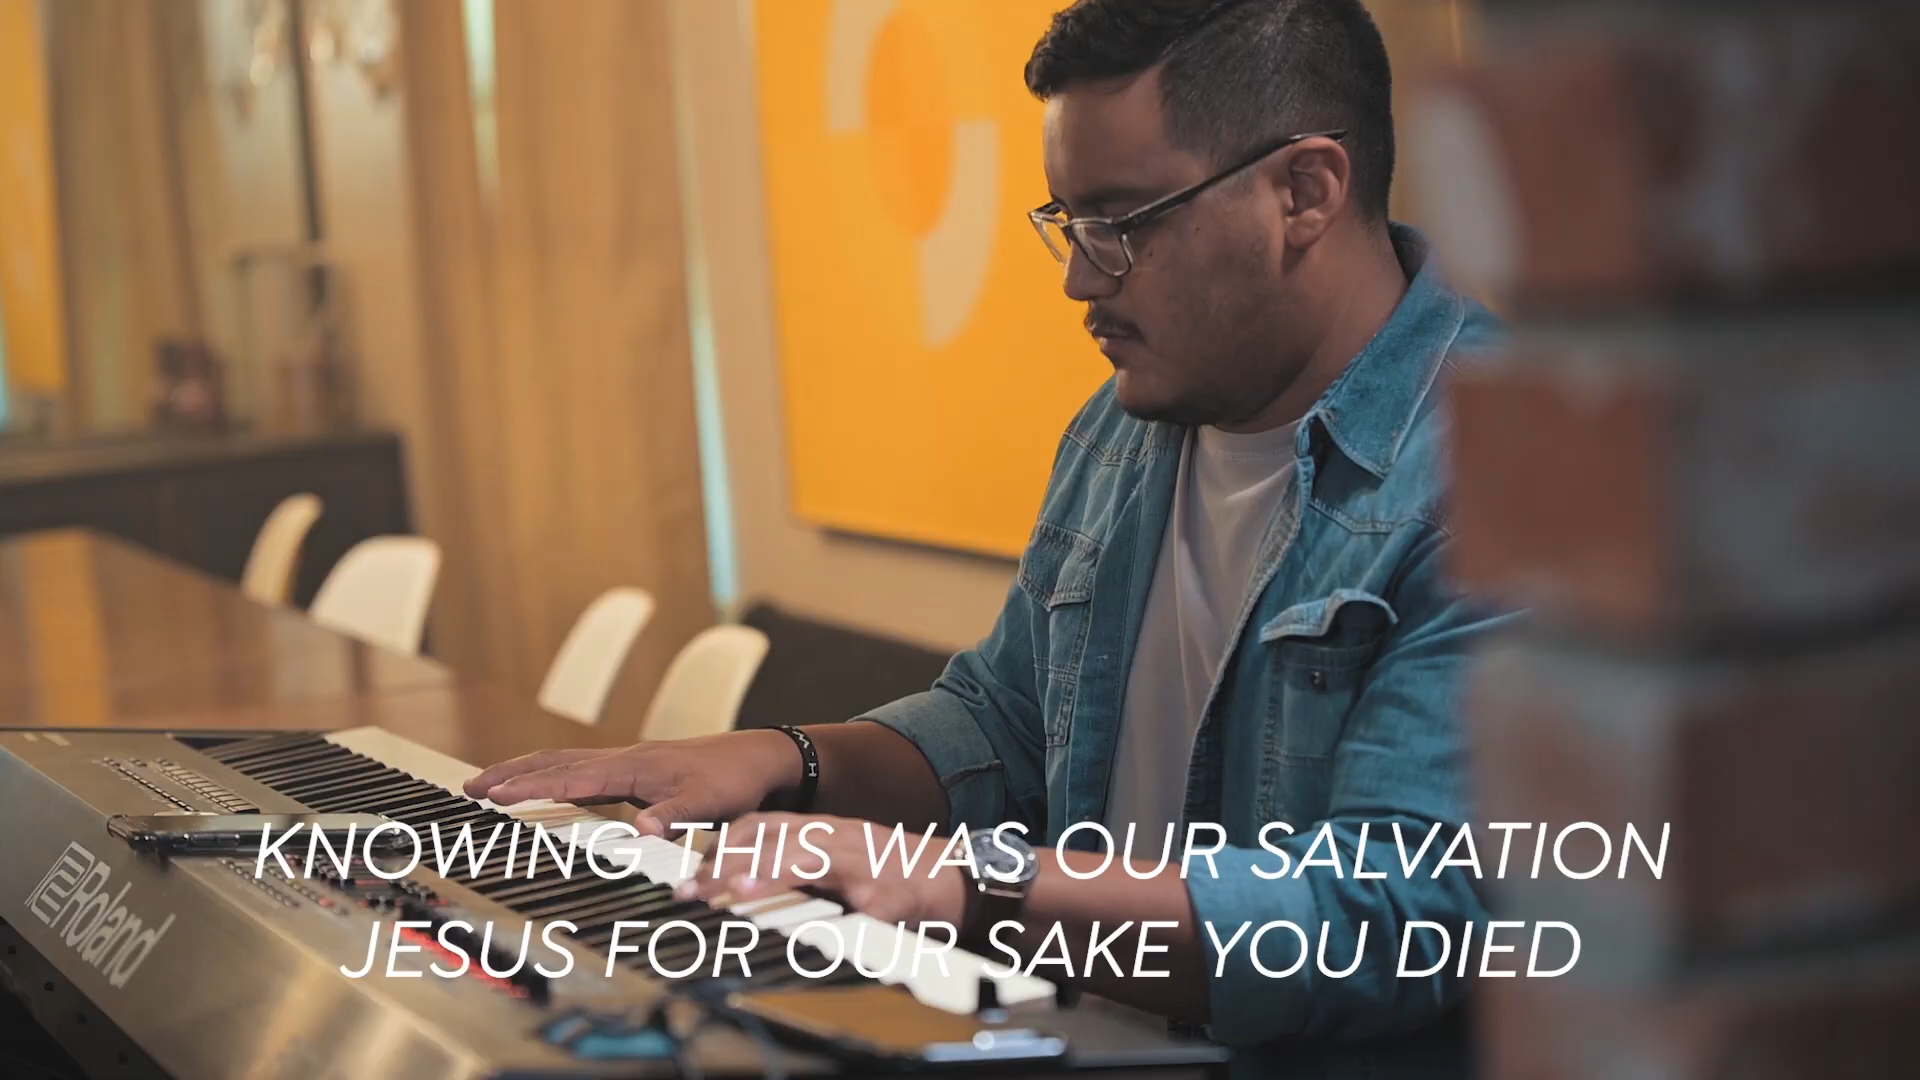 KNOWING THIS WAS OUR SALVATION
JESUS FOR OUR SAKE YOU DIED
Roland